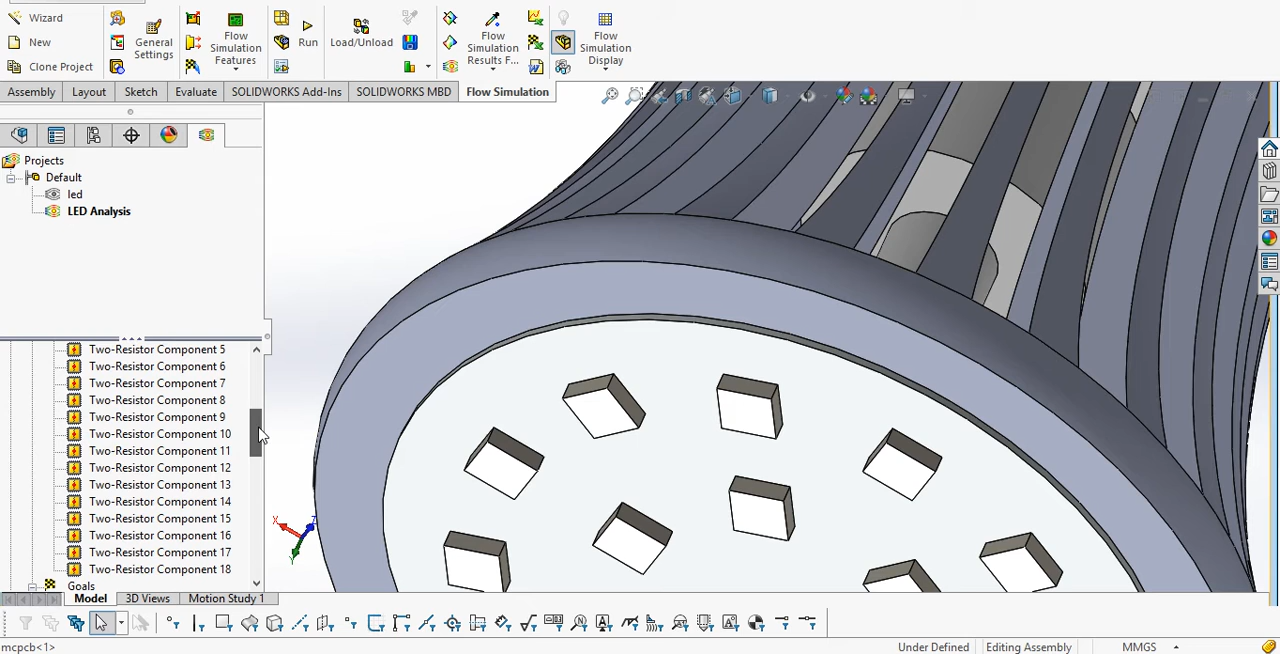 Wizard
New
Clone Project
General Settings
Flow Simulation Features
Run
Load/Unload
Flow Simulation Results F...
Flow Simulation Display
Assembly
Layout
Sketch
Evaluate
SOLIDWORKS Add-Ins
SOLIDWORKS MBD
Flow Simulation
Projects
Default
led
LED Analysis
Two-Resistor Component 5
Two-Resistor Component 6
Two-Resistor Component 7
Two-Resistor Component 8
Two-Resistor Component 9
Two-Resistor Component 10
Two-Resistor Component 11
Two-Resistor Component 12
Two-Resistor Component 13
Two-Resistor Component 14
Two-Resistor Component 15
Two-Resistor Component 16
Two-Resistor Component 17
Two-Resistor Component 18
Goals
X
Y
Model
3D Views
Motion Study 1
mcpcb<1>
Under Defined
Editing Assembly
MMGS